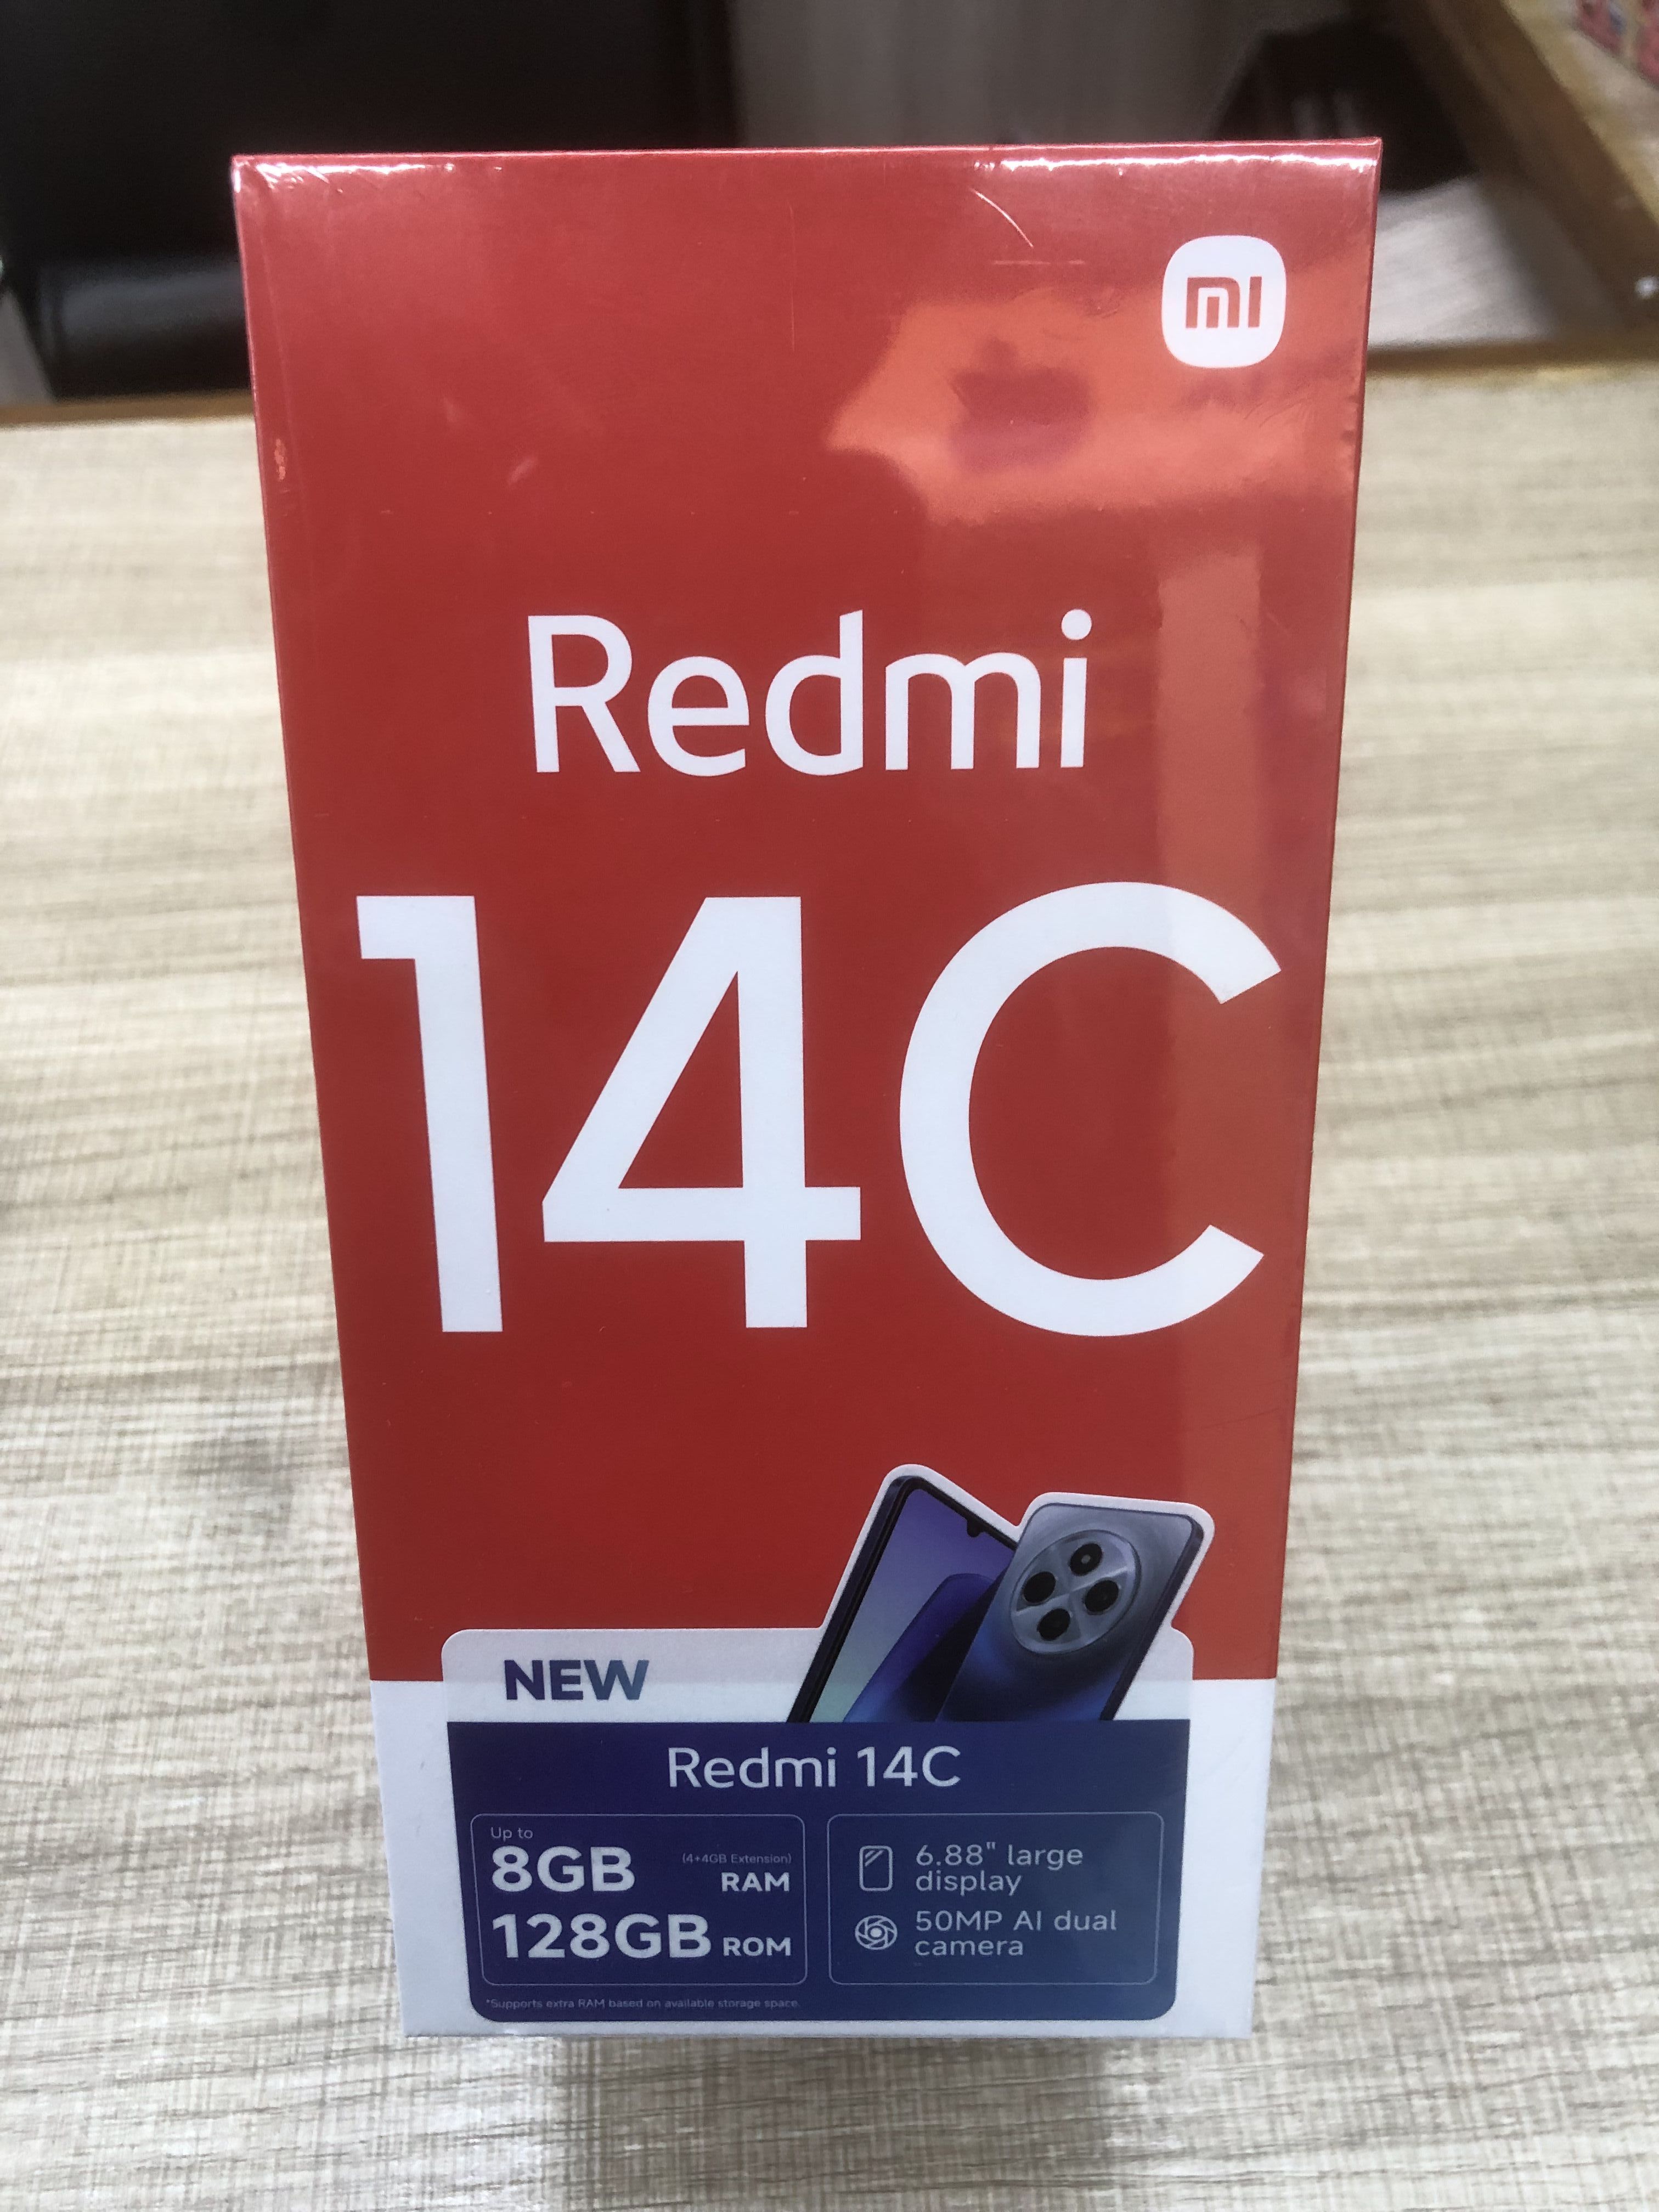 mi
Redmi
14C
NEW
Redmi 14C
Up to
8GB (4+4GB Extension) RAM
128GB ROM
6.88" large
display
50MP AI dual
camera
*Supports extra RAM based on available storage space.